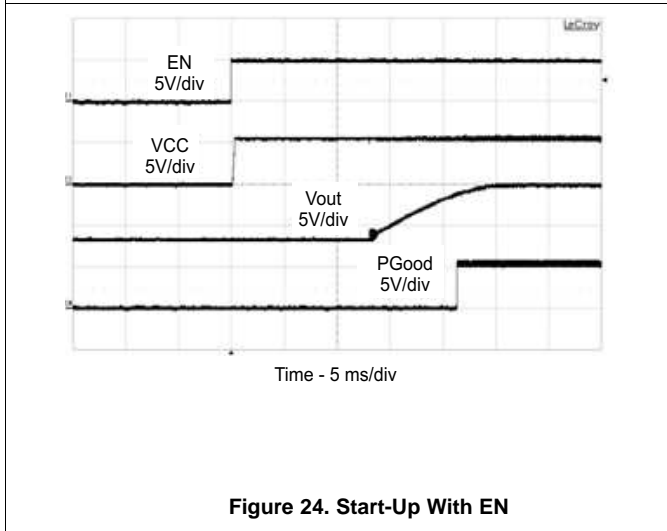 LeCroy
EN
5V/div
VCC
5V/div
Vout
5V/div
PGood
5V/div
Time - 5 ms/div
Figure 24. Start-Up With EN